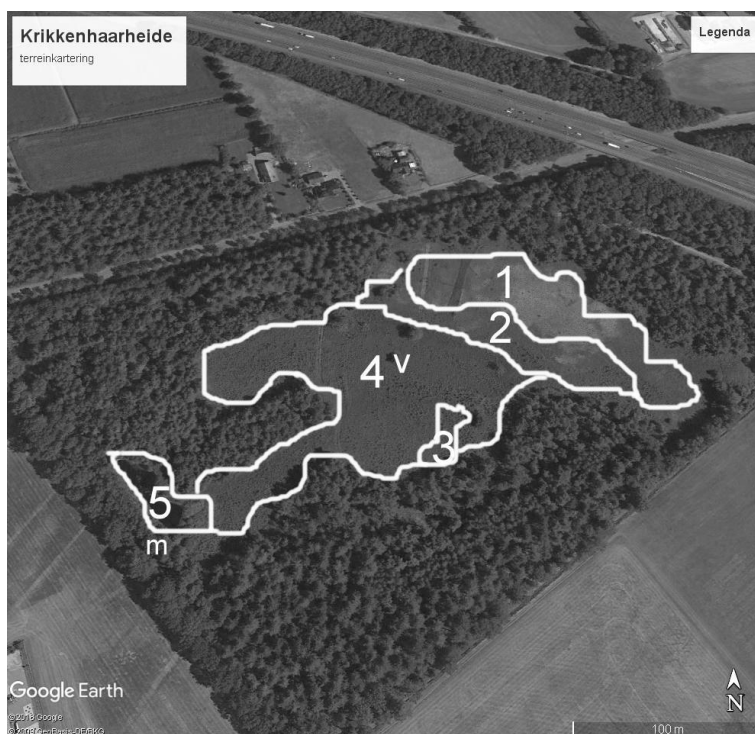 Krikkenhaarheide
terreinkartering
Legenda
1
2
4 v
3
5
m
Google Earth
N
100 m